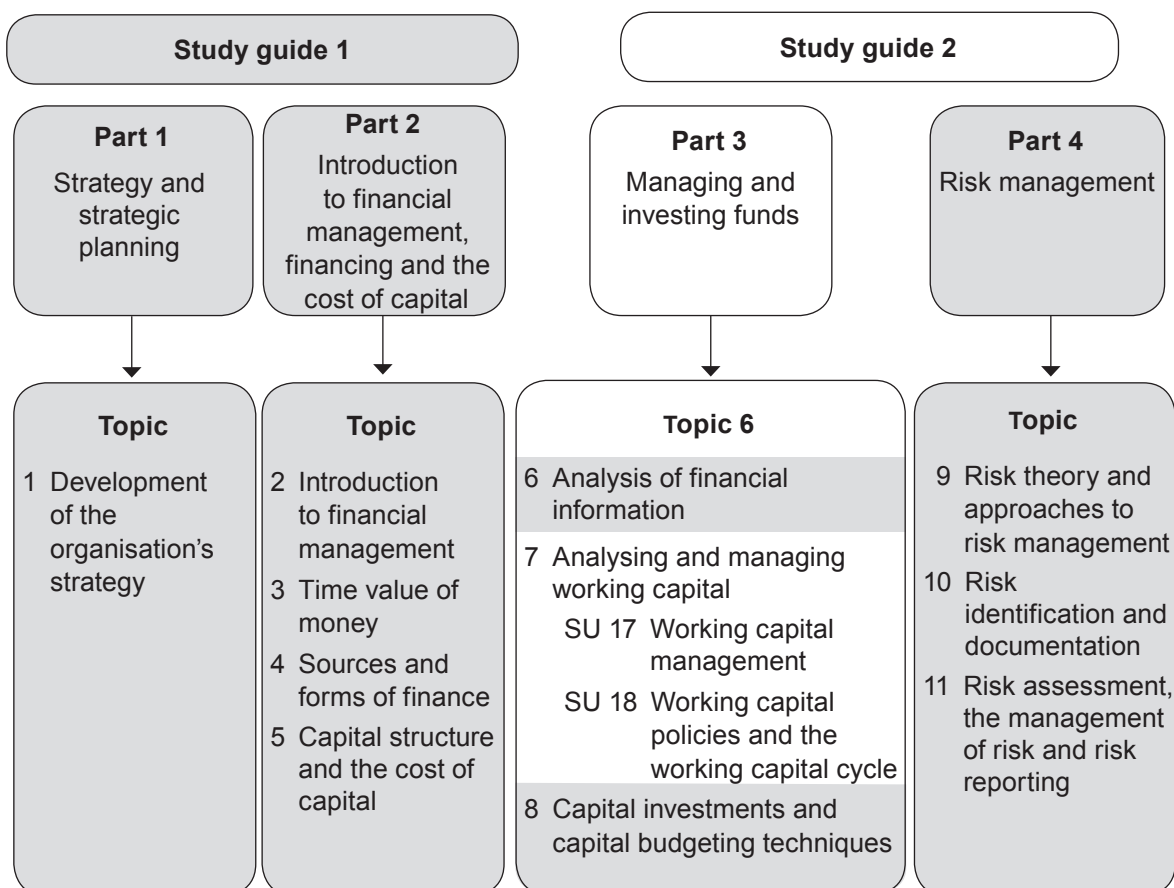 Study guide 1
Study guide 2
Part 1
Strategy and
strategic
planning
Part 2
Introduction
to financial
management,
financing and the
cost of capital
Part 3
Managing and
investing funds
Part 4
Risk management
Topic
1 Development
of the
organisation's
strategy
Topic
2 Introduction
to financial
management
3 Time value of
money
4 Sources and
forms of finance
5 Capital structure
and the cost of
capital
Topic 6
6 Analysis of financial
information
7 Analysing and managing
working capital
SU 17 Working capital
management
SU 18 Working capital
policies and the
working capital cycle
8 Capital investments and
capital budgeting techniques
Topic
9 Risk theory and
approaches to
risk management
10 Risk
identification and
documentation
11 Risk assessment,
the management
of risk and risk
reporting